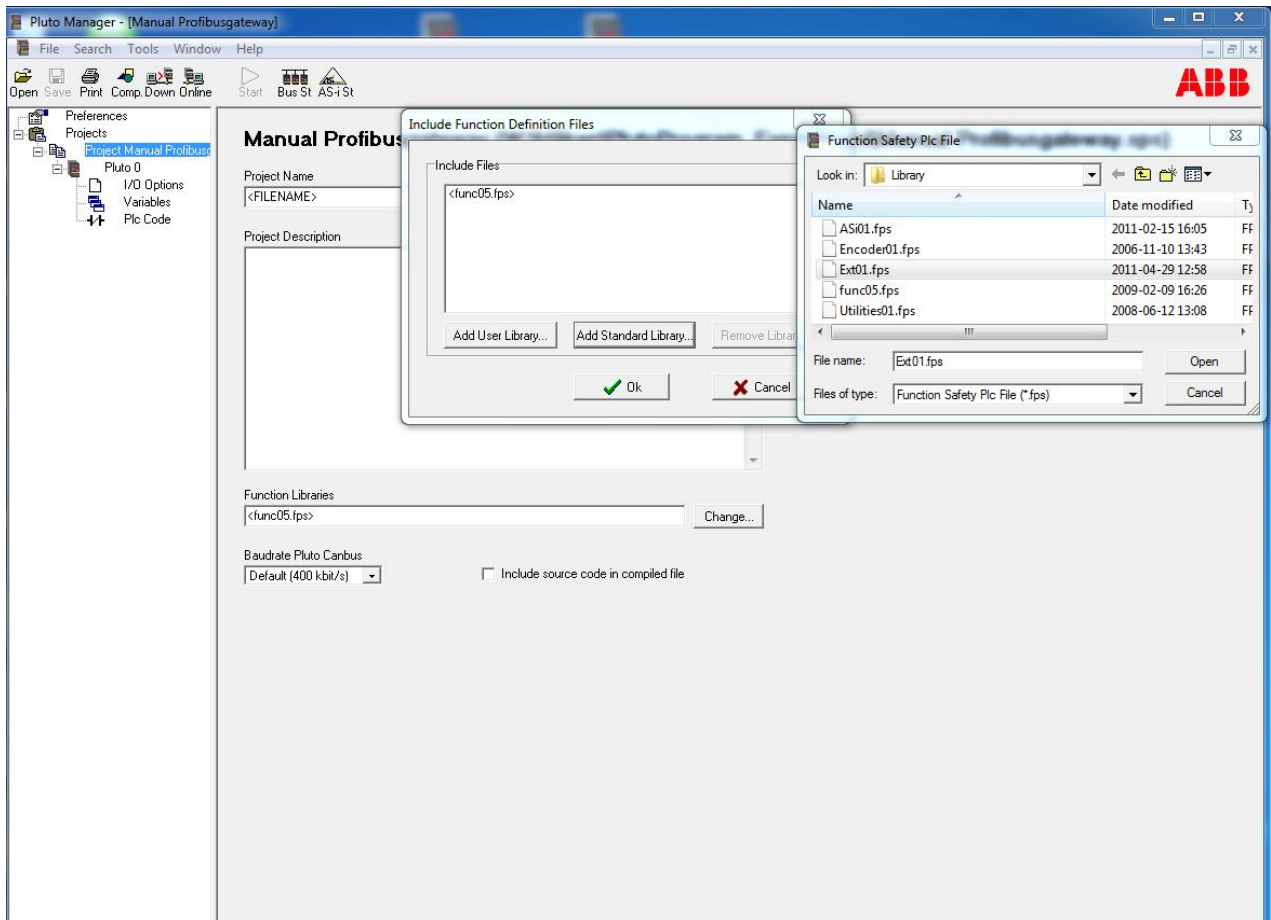 Pluto Manager - [Manual Profibusgateway]
File Search Tools Window Help
Open Save Print Comp. Down Online Start Bus St AS-i St
ABB
Preferences
Projects
Project Manual Profibusg
Pluto 0
I/O Options
Variables
Plc Code
Manual Profibus
Project Name
<FILENAME>
Project Description
Function Libraries
<func05.fps>
Change...
Baudrate Pluto Canbus
Default (400 kbit/s)
Include source code in compiled file
Include Function Definition Files
Include Files
<func05.fps>
Add User Library... Add Standard Library... Remove Librar
Ok Cancel
Function Safety Plc File
Look in: Library
Name Date modified Ty
ASi01.fps 2011-02-15 16:05 FF
Encoder01.fps 2006-11-10 13:43 FF
Ext01.fps 2011-04-29 12:58 FF
func05.fps 2009-02-09 16:26 FF
Utilities01.fps 2008-06-12 13:08 FF
File name: Ext01.fps Open
Files of type: Function Safety Plc File (*.fps) Cancel